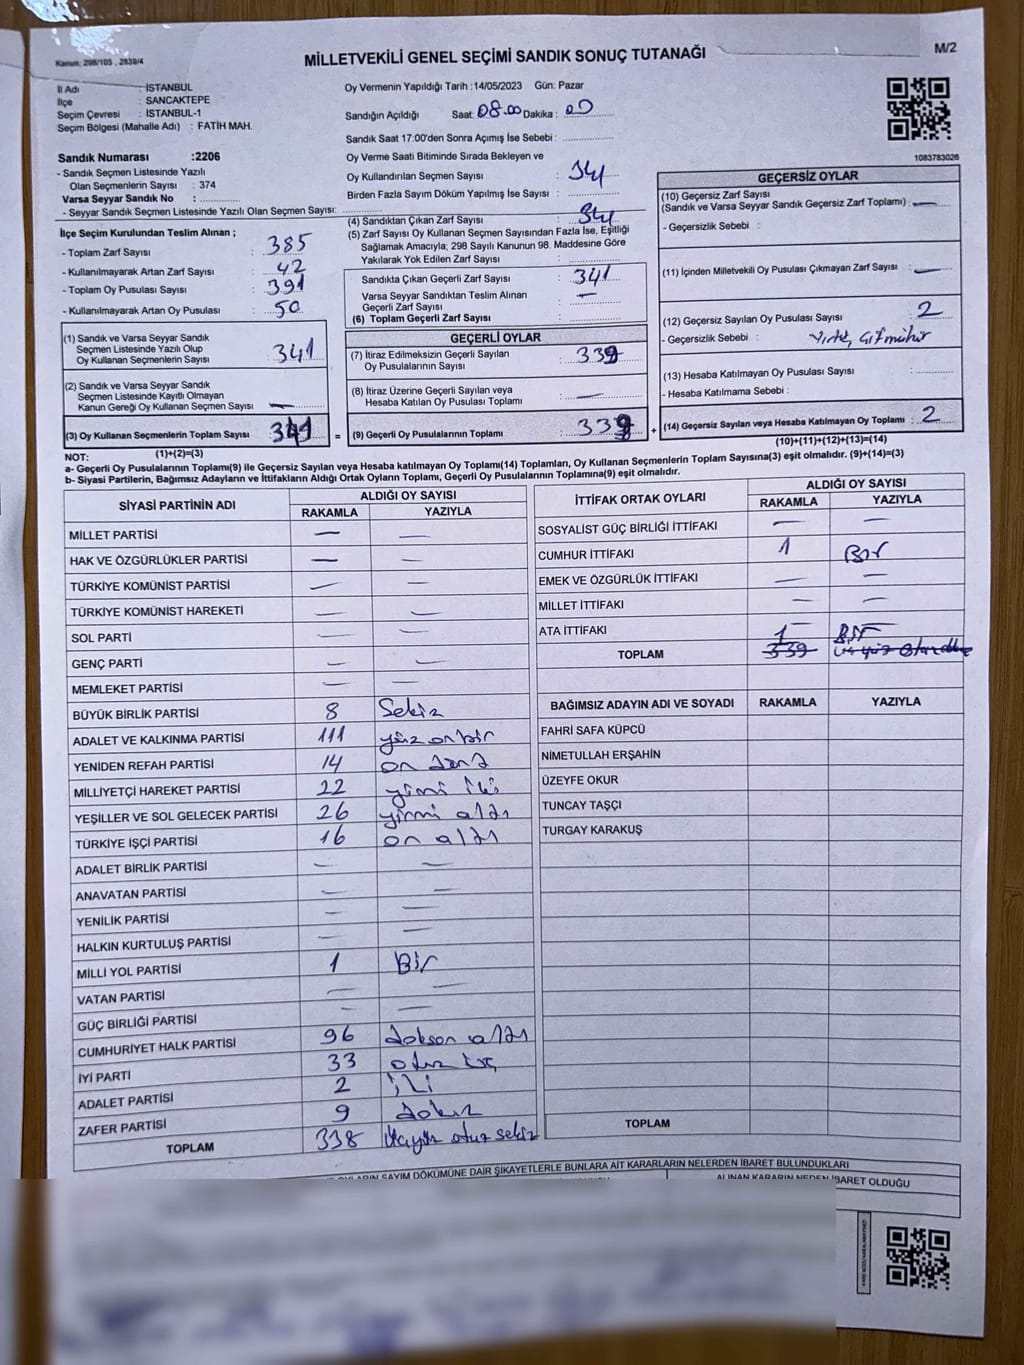 Kanun: 298/105 , 2839/4
MİLLETVEKİLİ GENEL SEÇİMİ SANDIK SONUÇ TUTANAĞI
M/2
İl Adı : İSTANBUL
İlçe : SANCAKTEPE
Seçim Çevresi : İSTANBUL-1
Seçim Bölgesi (Mahalle Adı) : FATİH MAH.
Oy Vermenin Yapıldığı Tarih :14/05/2023 Gün: Pazar
Sandığın Açıldığı Saat: 08.00 Dakika : 00
Sandık Saat 17:00'den Sonra Açılmış İse Sebebi :
Sandık Numarası :2206
- Sandık Seçmen Listesinde Yazılı
Olan Seçmenlerin Sayısı : 374
Varsa Seyyar Sandık No :
- Seyyar Sandık Seçmen Listesinde Yazılı Olan Seçmen Sayısı:
Oy Verme Saati Bitiminde Sırada Bekleyen ve
Oy Kullandırılan Seçmen Sayısı : 341
Birden Fazla Sayım Döküm Yapılmış İse Sayısı :
1083783026
İlçe Seçim Kurulundan Teslim Alınan ;
- Toplam Zarf Sayısı : 385
- Kullanılmayarak Artan Zarf Sayısı : 42
- Toplam Oy Pusulası Sayısı : 391
- Kullanılmayarak Artan Oy Pusulası : 50
(1) Sandık ve Varsa Seyyar Sandık
Seçmen Listesinde Yazılı Olup
Oy Kullanan Seçmenlerin Sayısı : 341
(2) Sandık ve Varsa Seyyar Sandık
Seçmen Listesinde Kayıtlı Olmayan
Kanun Gereği Oy Kullanan Seçmen Sayısı : —
(3) Oy Kullanan Seçmenlerin Toplam Sayısı : 341
(1)+(2)=(3)
(4) Sandıktan Çıkan Zarf Sayısı : 341
(5) Zarf Sayısı Oy Kullanan Seçmen Sayısından Fazla İse, Eşitliği
Sağlamak Amacıyla; 298 Sayılı Kanunun 98. Maddesine Göre
Yakılarak Yok Edilen Zarf Sayısı :
Sandıkta Çıkan Geçerli Zarf Sayısı : 341
Varsa Seyyar Sandıktan Teslim Alınan
Geçerli Zarf Sayısı : —
(6) Toplam Geçerli Zarf Sayısı :
GEÇERLİ OYLAR
(7) İtiraz Edilmeksizin Geçerli Sayılan
Oy Pusulalarının Sayısı : 339
(8) İtiraz Üzerine Geçerli Sayılan veya
Hesaba Katılan Oy Pusulası Toplamı : —
= (9) Geçerli Oy Pusulalarının Toplamı : 339 +
GEÇERSİZ OYLAR
(10) Geçersiz Zarf Sayısı
(Sandık ve Varsa Seyyar Sandık Geçersiz Zarf Toplamı) : —
- Geçersizlik Sebebi :
(11) İçinden Milletvekili Oy Pusulası Çıkmayan Zarf Sayısı : —
(12) Geçersiz Sayılan Oy Pusulası Sayısı : 2
- Geçersizlik Sebebi :
(13) Hesaba Katılmayan Oy Pusulası Sayısı :
- Hesaba Katılmama Sebebi :
(14) Geçersiz Sayılan veya Hesaba Katılmayan Oy Toplamı : 2
(10)+(11)+(12)+(13)=(14)
NOT:
a- Geçerli Oy Pusulalarının Toplamı(9) ile Geçersiz Sayılan veya Hesaba katılmayan Oy Toplamı(14) Toplamları, Oy Kullanan Seçmenlerin Toplam Sayısına(3) eşit olmalıdır. (9)+(14)=(3)
b- Siyasi Partilerin, Bağımsız Adayların ve İttifakların Aldığı Ortak Oyların Toplamı, Geçerli Oy Pusulalarının Toplamına(9) eşit olmalıdır.
SİYASİ PARTİNİN ADI ALDIĞI OY SAYISI
RAKAMLA YAZIYLA
MİLLET PARTİSİ — —
HAK VE ÖZGÜRLÜKLER PARTİSİ — —
TÜRKİYE KOMÜNİST PARTİSİ — —
TÜRKİYE KOMÜNİST HAREKETİ — —
SOL PARTİ — —
GENÇ PARTİ — —
MEMLEKET PARTİSİ — —
BÜYÜK BİRLİK PARTİSİ 8 Sekiz
ADALET VE KALKINMA PARTİSİ 111 yüz on bir
YENİDEN REFAH PARTİSİ 14 on dört
MİLLİYETÇİ HAREKET PARTİSİ 22 yirmi iki
YEŞİLLER VE SOL GELECEK PARTİSİ 26 yirmi altı
TÜRKİYE İŞÇİ PARTİSİ 16 on altı
ADALET BİRLİK PARTİSİ — —
ANAVATAN PARTİSİ — —
YENİLİK PARTİSİ — —
HALKIN KURTULUŞ PARTİSİ — —
MİLLİ YOL PARTİSİ 1 Bir
VATAN PARTİSİ — —
GÜÇ BİRLİĞİ PARTİSİ — —
CUMHURİYET HALK PARTİSİ 96 doksan altı
İYİ PARTİ 33 otuz üç
ADALET PARTİSİ 2 iki
ZAFER PARTİSİ 9 dokuz
TOPLAM 338 otuz sekiz
İTTİFAK ORTAK OYLARI ALDIĞI OY SAYISI
RAKAMLA YAZIYLA
SOSYALİST GÜÇ BİRLİĞİ İTTİFAKI — —
CUMHUR İTTİFAKI 1 Bir
EMEK VE ÖZGÜRLÜK İTTİFAKI — —
MİLLET İTTİFAKI — —
ATA İTTİFAKI — —
TOPLAM 1 Bir
339
BAĞIMSIZ ADAYIN ADI VE SOYADI RAKAMLA YAZIYLA
FAHRİ SAFA KÜPCÜ
NİMETULLAH ERŞAHİN
ÜZEYFE OKUR
TUNCAY TAŞÇI
TURGAY KARAKUŞ
TOPLAM
OYLARIN SAYIM DÖKÜMÜNE DAİR ŞİKAYETLERLE BUNLARA AİT KARARLARIN NELERDEN İBARET BULUNDUKLARI
ALINAN KARARIN NEDEN İBARET OLDUĞU